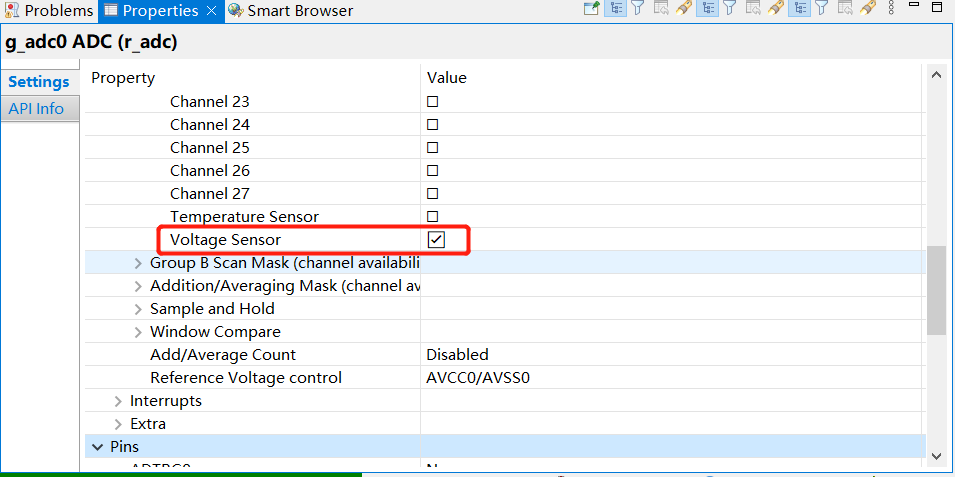 Problems Properties Smart Browser
g_adc0 ADC (r_adc)
Settings
API Info
Property Value
Channel 23
Channel 24
Channel 25
Channel 26
Channel 27
Temperature Sensor
Voltage Sensor
Group B Scan Mask (channel availabili
Addition/Averaging Mask (channel av
Sample and Hold
Window Compare
Add/Average Count Disabled
Reference Voltage control AVCC0/AVSS0
Interrupts
Extra
Pins